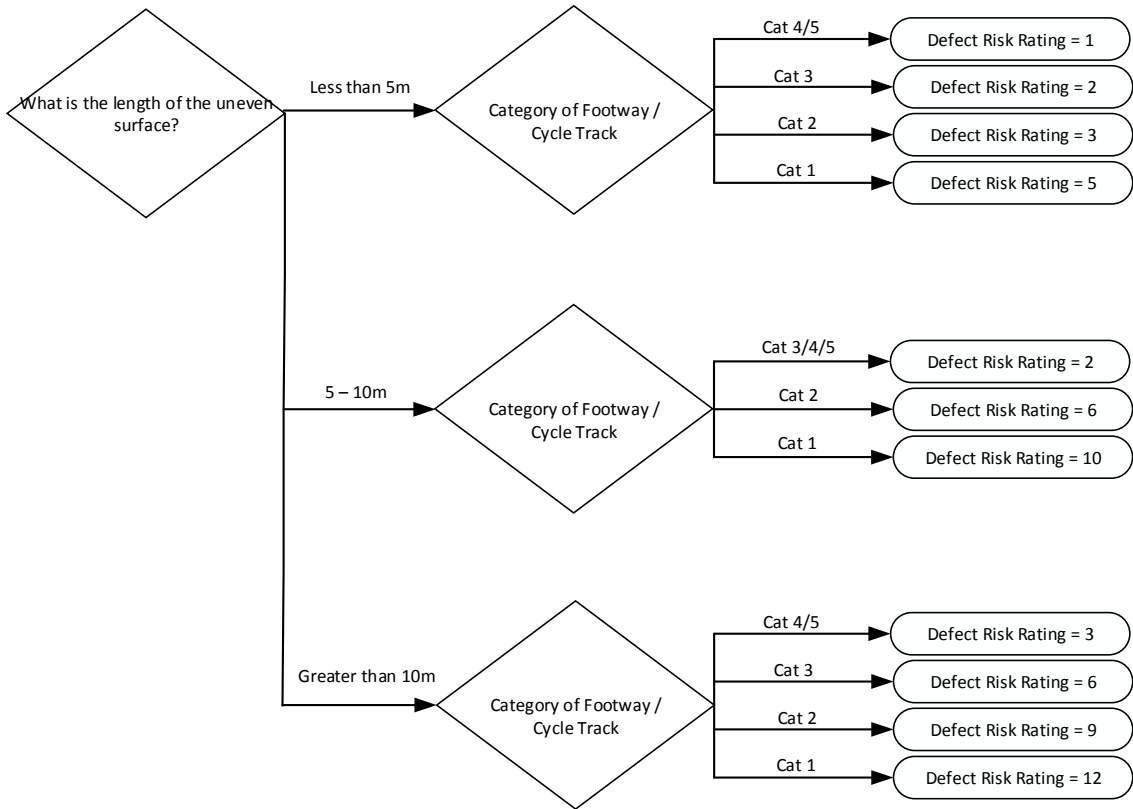 What is the length of the uneven
surface?
Less than 5m
Category of Footway /
Cycle Track
Cat 4/5
Defect Risk Rating = 1
Cat 3
Defect Risk Rating = 2
Cat 2
Defect Risk Rating = 3
Cat 1
Defect Risk Rating = 5
5 – 10m
Category of Footway /
Cycle Track
Cat 3/4/5
Defect Risk Rating = 2
Cat 2
Defect Risk Rating = 6
Cat 1
Defect Risk Rating = 10
Greater than 10m
Category of Footway /
Cycle Track
Cat 4/5
Defect Risk Rating = 3
Cat 3
Defect Risk Rating = 6
Cat 2
Defect Risk Rating = 9
Cat 1
Defect Risk Rating = 12